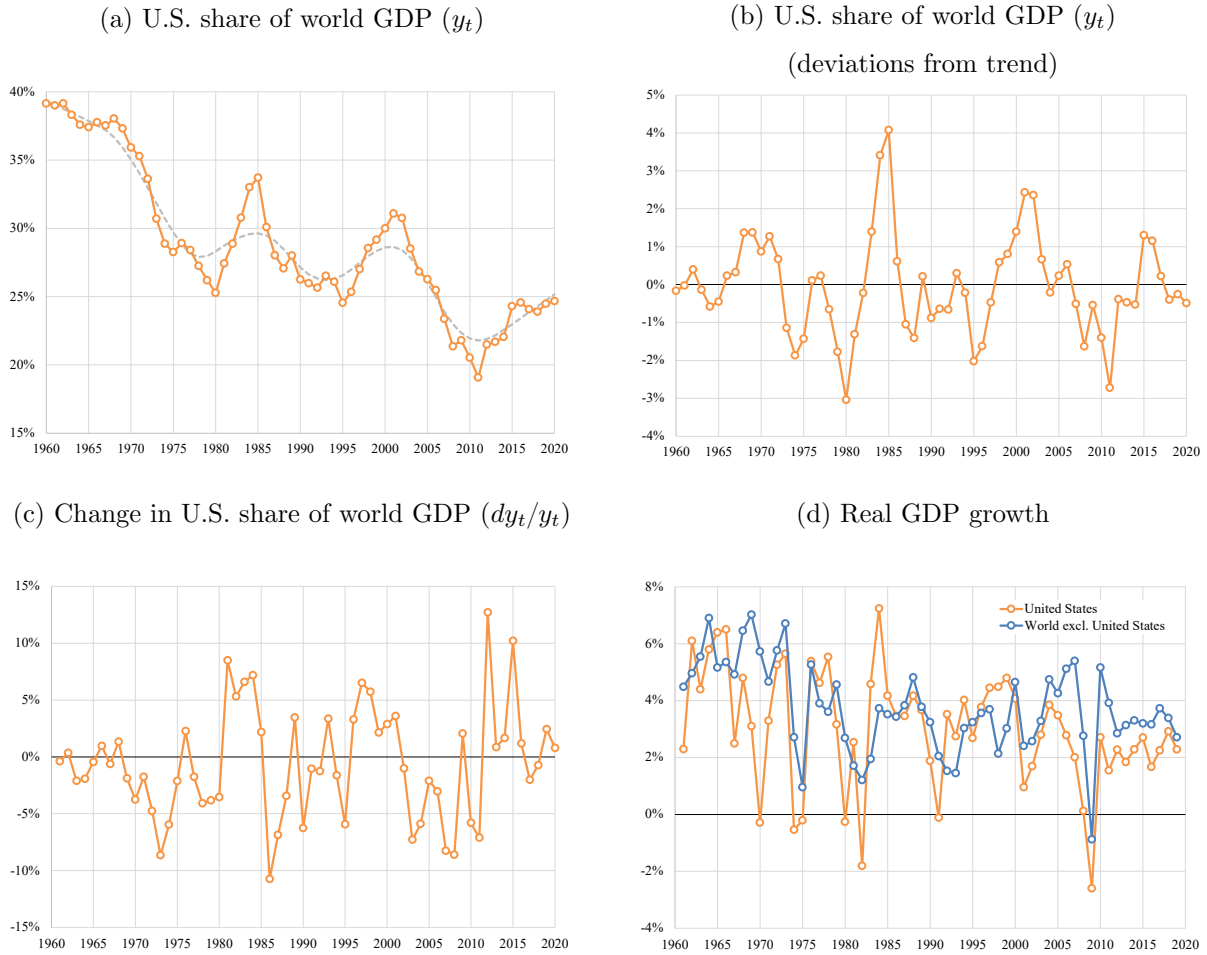 (a) U.S. share of world GDP (y_t)
40%
35%
30%
25%
20%
15%
1960 1965 1970 1975 1980 1985 1990 1995 2000 2005 2010 2015 2020
(b) U.S. share of world GDP (y_t)
(deviations from trend)
5%
4%
3%
2%
1%
0%
-1%
-2%
-3%
-4%
1960 1965 1970 1975 1980 1985 1990 1995 2000 2005 2010 2015 2020
(c) Change in U.S. share of world GDP (dy_t/y_t)
15%
10%
5%
0%
-5%
-10%
-15%
1960 1965 1970 1975 1980 1985 1990 1995 2000 2005 2010 2015 2020
(d) Real GDP growth
8%
6%
4%
2%
0%
-2%
-4%
United States
World excl. United States
1960 1965 1970 1975 1980 1985 1990 1995 2000 2005 2010 2015 2020